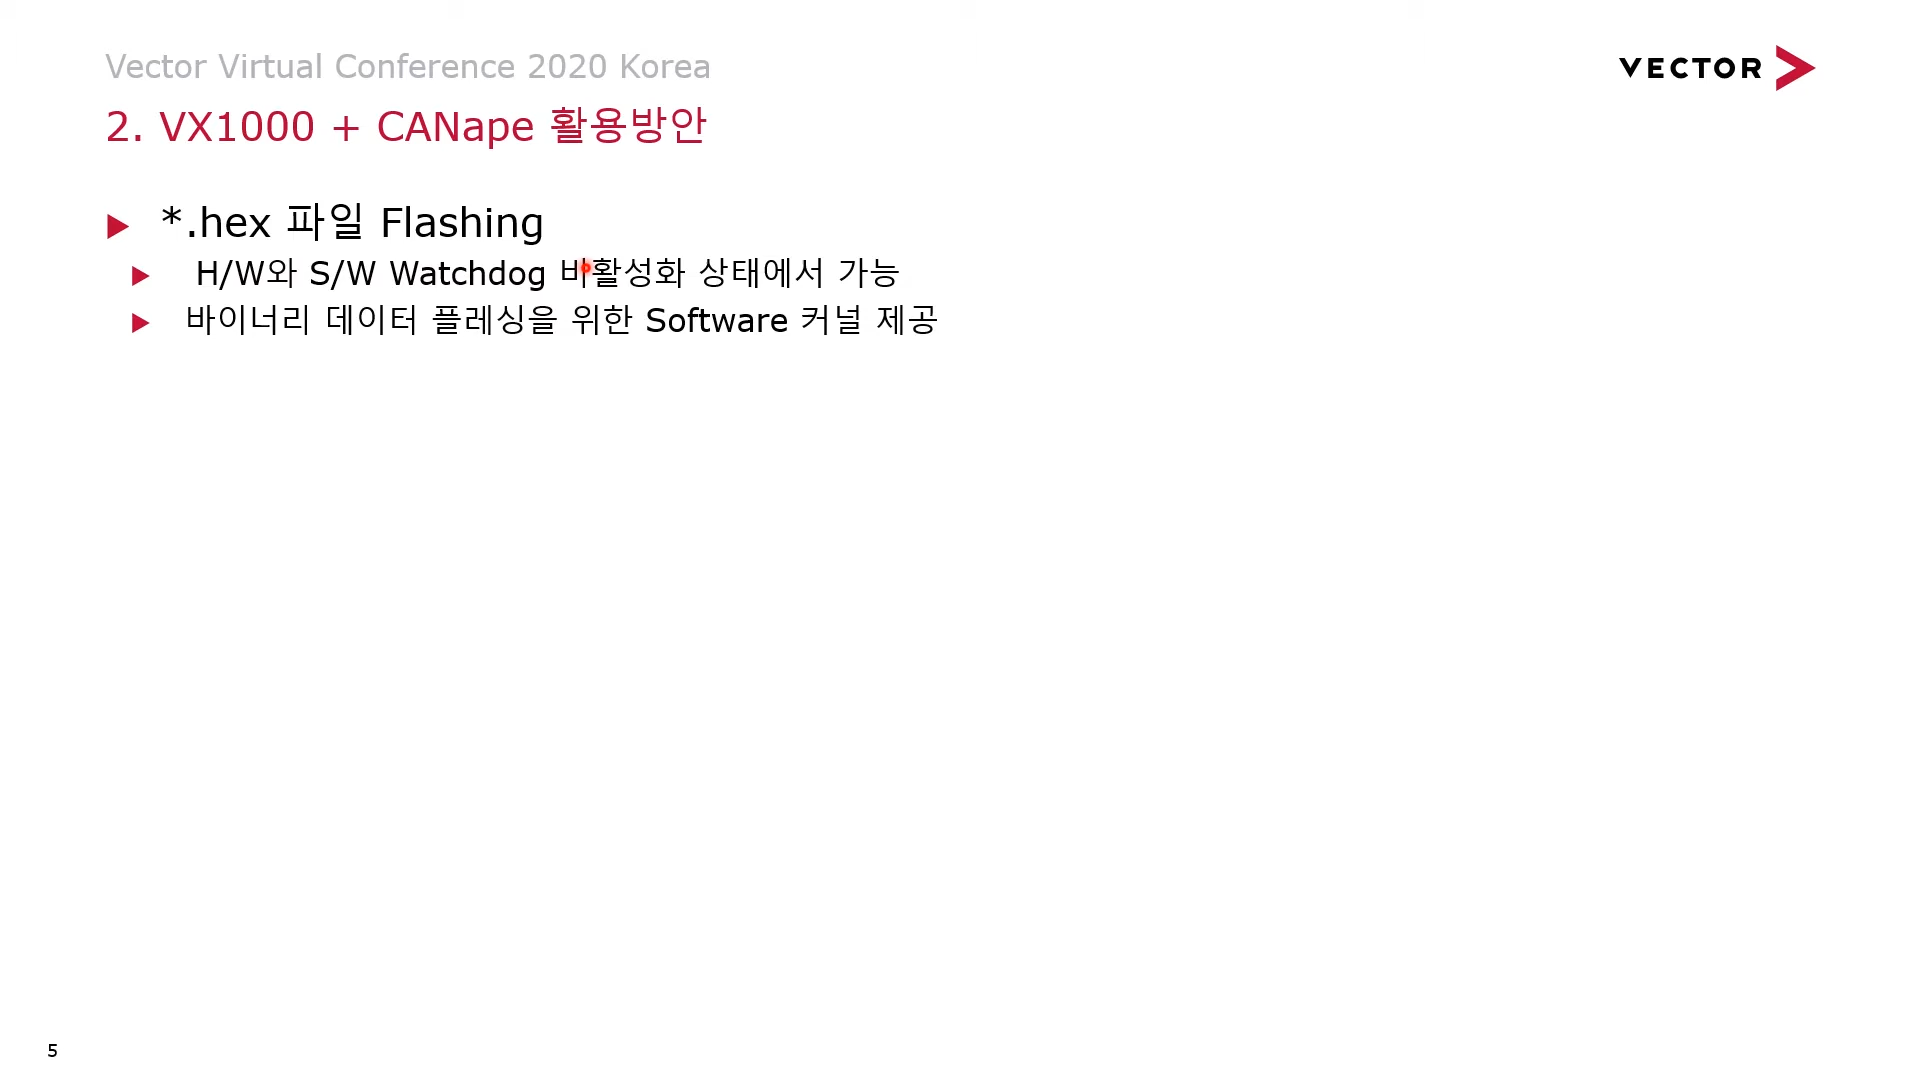 Vector Virtual Conference 2020 Korea
VECTOR
2. VX1000 + CANape 활용방안
*.hex 파일 Flashing
H/W와 S/W Watchdog 비활성화 상태에서 가능
바이너리 데이터 플레싱을 위한 Software 커널 제공
5